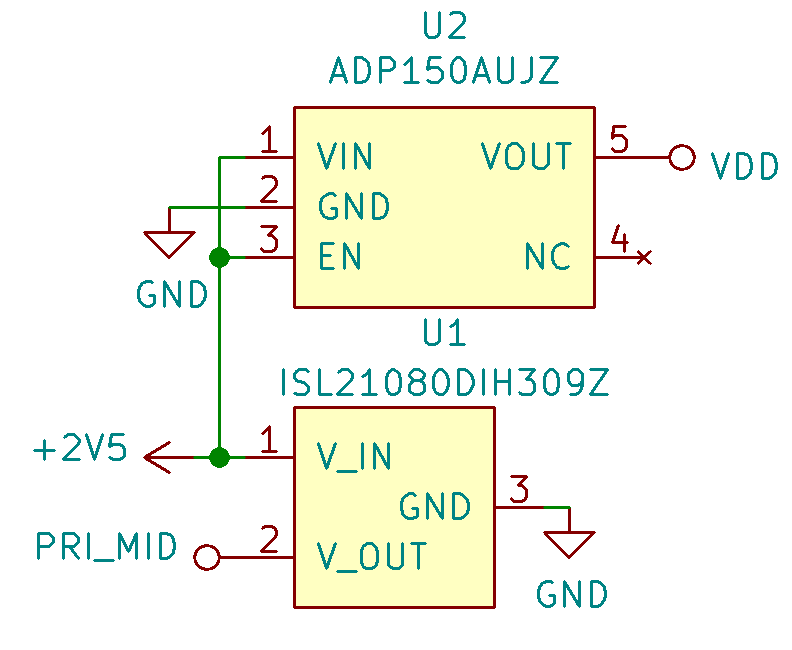 U2
ADP150AUJZ
1 VIN VOUT 5 VDD
2 GND
3 EN NC 4
GND
U1
ISL21080DIH309Z
+2V5 1 V_IN
GND 3
PRI_MID 2 V_OUT
GND